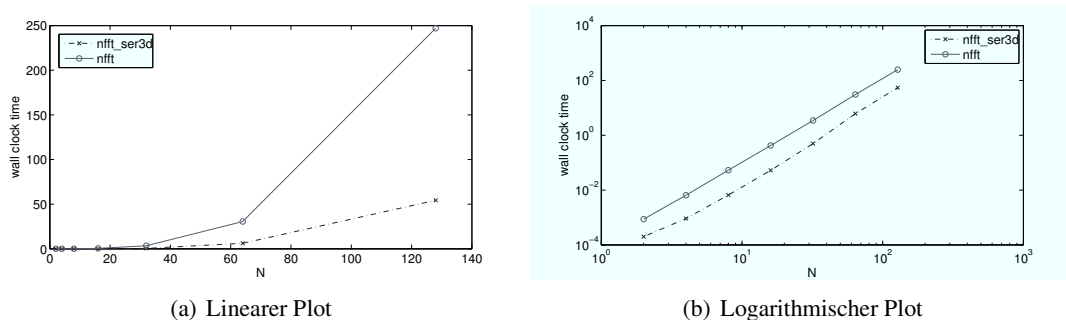 250
200
150
100
50
0
wall clock time
nfft_ser3d
nfft
0 20 40 60 80 100 120 140
N
(a) Linearer Plot
10^4
10^2
10^0
10^−2
10^−4
wall clock time
nfft_ser3d
nfft
10^0 10^1 10^2 10^3
N
(b) Logarithmischer Plot